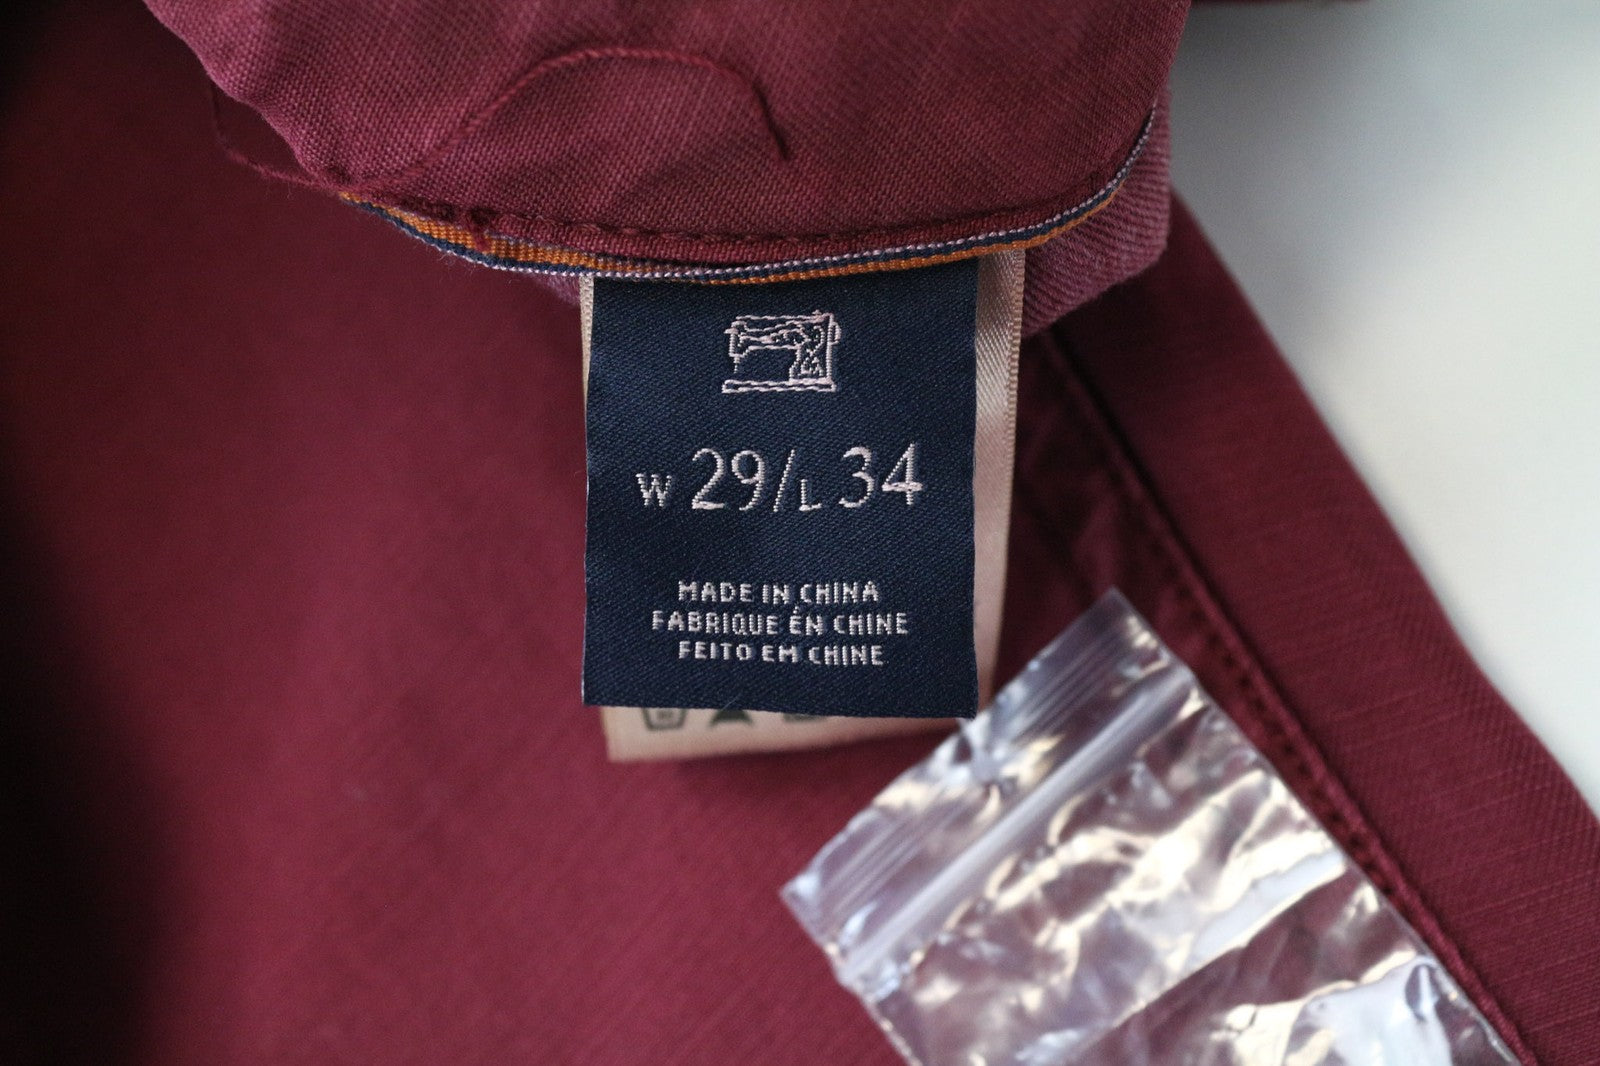 W 29/L 34
MADE IN CHINA
FABRIQUE ÉN CHINE
FEITO EM CHINE